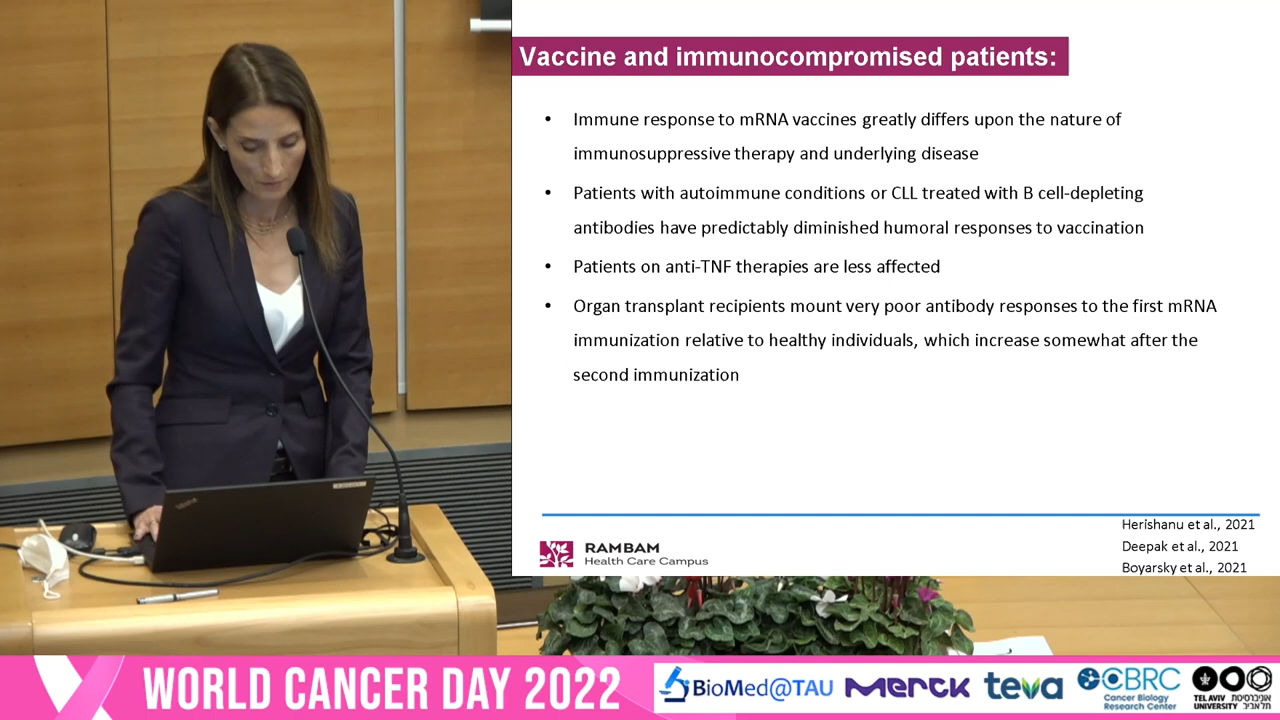 Vaccine and immunocompromised patients:
• Immune response to mRNA vaccines greatly differs upon the nature of
immunosuppressive therapy and underlying disease
• Patients with autoimmune conditions or CLL treated with B cell-depleting
antibodies have predictably diminished humoral responses to vaccination
• Patients on anti-TNF therapies are less affected
• Organ transplant recipients mount very poor antibody responses to the first mRNA
immunization relative to healthy individuals, which increase somewhat after the
second immunization
Herishanu et al., 2021
Deepak et al., 2021
Boyarsky et al., 2021
RAMBAM
Health Care Campus
WORLD CANCER DAY 2022
BioMed@TAU
MERCK
teva
CBRC
Cancer Biology
Research Center
TEL AVIV
UNIVERSITY
אוניברסיטת
תל אביב